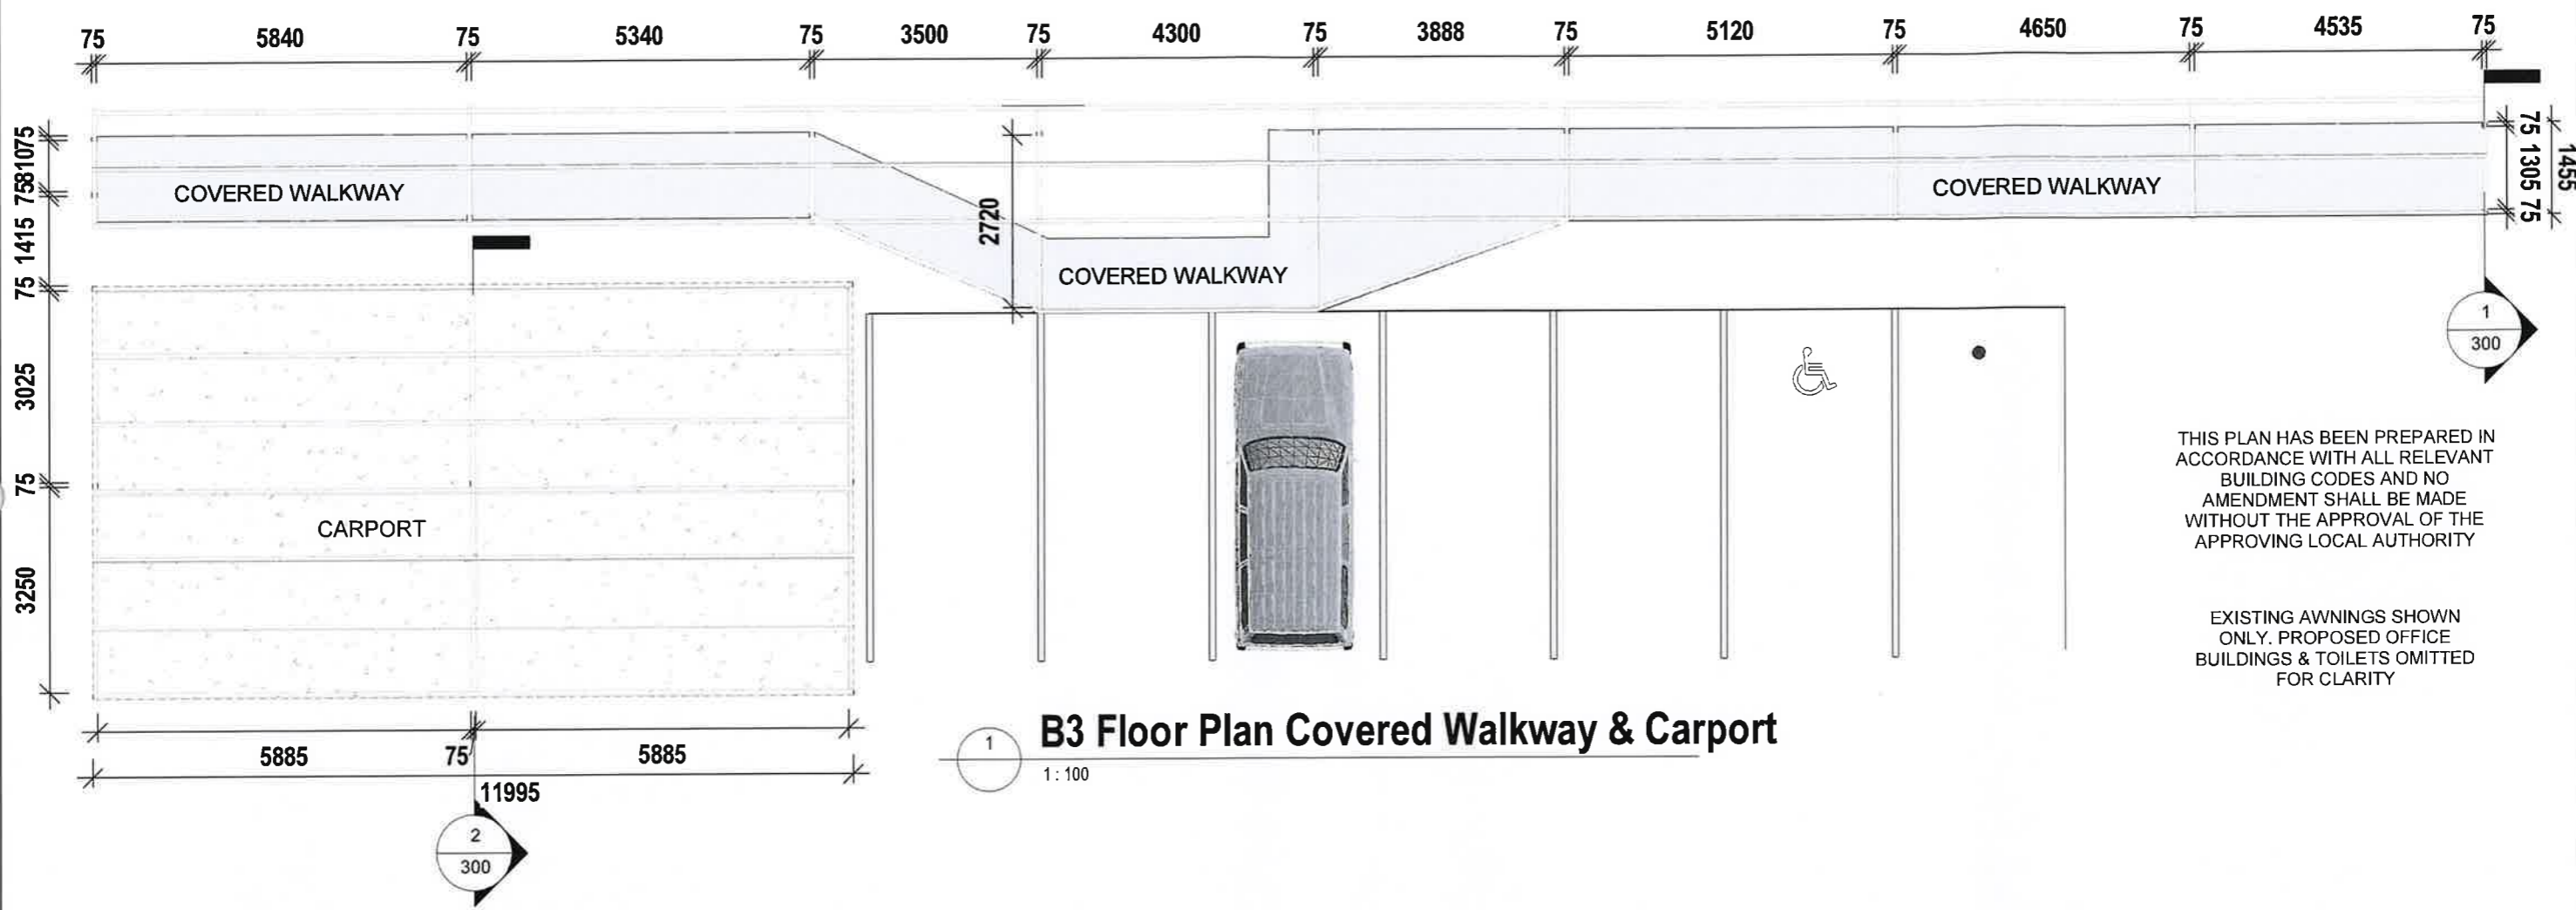 75 5840 75 5340 75 3500 75 4300 75 3888 75 5120 75 4650 75 4535 75
75
810
75
1415
75
3025
75
3250
COVERED WALKWAY
2720
COVERED WALKWAY
COVERED WALKWAY
75 1305 75
1455
1
300
CARPORT
THIS PLAN HAS BEEN PREPARED IN
ACCORDANCE WITH ALL RELEVANT
BUILDING CODES AND NO
AMENDMENT SHALL BE MADE
WITHOUT THE APPROVAL OF THE
APPROVING LOCAL AUTHORITY
EXISTING AWNINGS SHOWN
ONLY. PROPOSED OFFICE
BUILDINGS & TOILETS OMITTED
FOR CLARITY
5885 75 5885
11995
2
300
1
B3 Floor Plan Covered Walkway & Carport
1 : 100